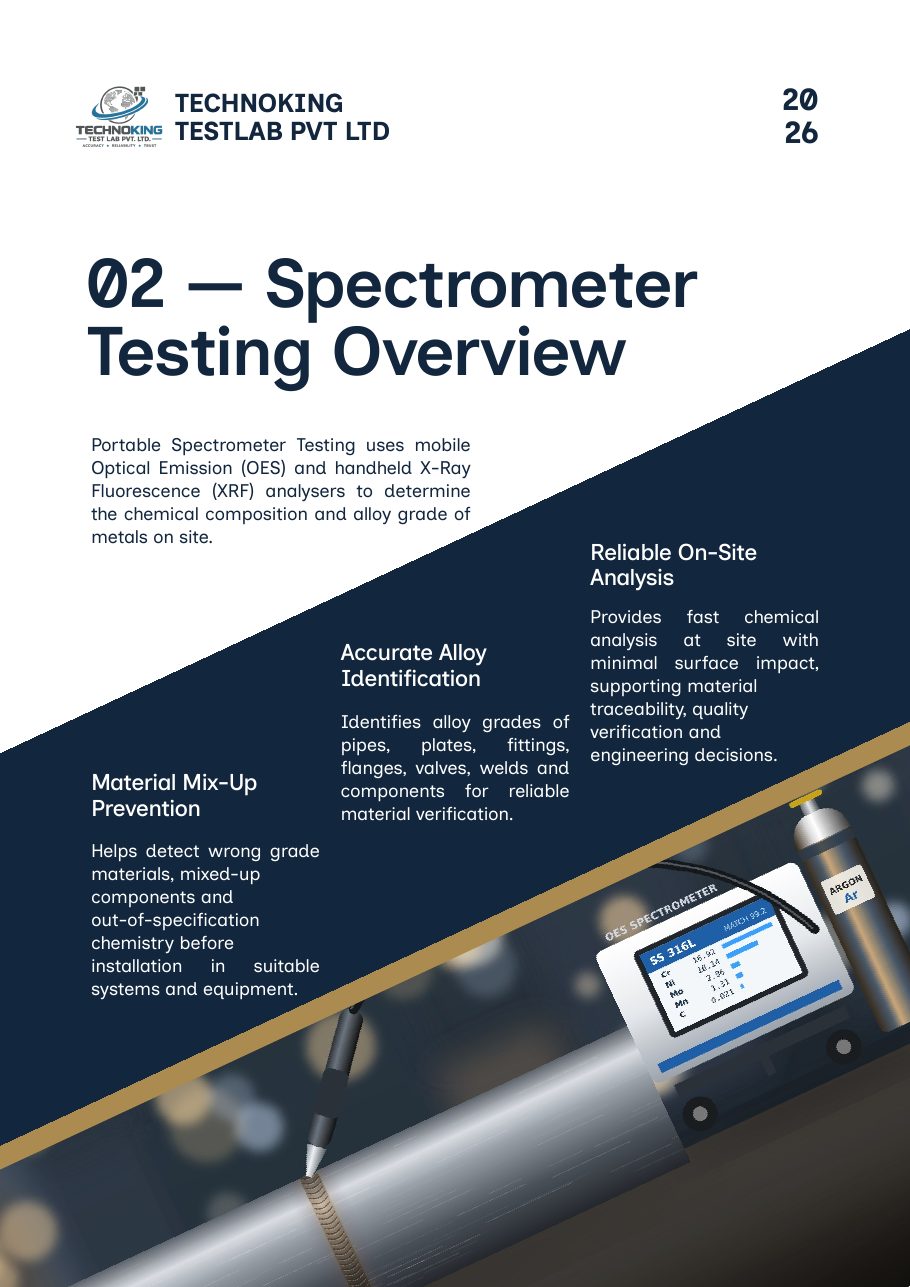 TECHNOKING
TEST LAB PVT. LTD.
ACCURACY • RELIABILITY • TRUST
TECHNOKING
TESTLAB PVT LTD
20
26
02 — Spectrometer
Testing Overview
Portable Spectrometer Testing uses mobile
Optical Emission (OES) and handheld X-Ray
Fluorescence (XRF) analysers to determine
the chemical composition and alloy grade of
metals on site.
Reliable On-Site
Analysis
Provides fast chemical
analysis at site with
minimal surface impact,
supporting material
traceability, quality
verification and
engineering decisions.
Accurate Alloy
Identification
Identifies alloy grades of
pipes, plates, fittings,
flanges, valves, welds and
components for reliable
material verification.
Material Mix-Up
Prevention
Helps detect wrong grade
materials, mixed-up
components and
out-of-specification
chemistry before
installation in suitable
systems and equipment.
OES SPECTROMETER
SS 316L MATCH 99.2
Cr 16.92
Ni 10.14
Mo 2.06
Mn 1.31
C 0.021
ARGON
Ar